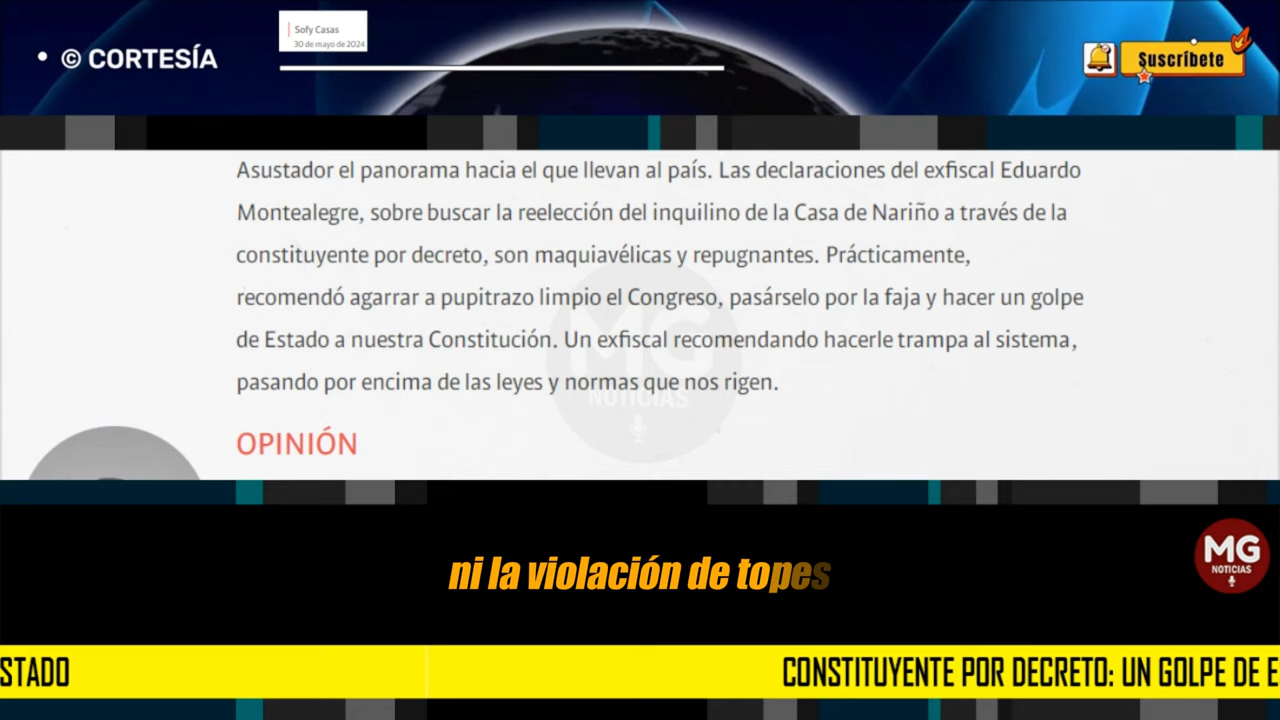 • © CORTESÍA
Sofy Casas
30 de mayo de 2024
Suscríbete
Asustador el panorama hacia el que llevan al país. Las declaraciones del exfiscal Eduardo
Montealegre, sobre buscar la reelección del inquilino de la Casa de Nariño a través de la
constituyente por decreto, son maquiavélicas y repugnantes. Prácticamente,
recomendó agarrar a pupitrazo limpio el Congreso, pasárselo por la faja y hacer un golpe
de Estado a nuestra Constitución. Un exfiscal recomendando hacerle trampa al sistema,
pasando por encima de las leyes y normas que nos rigen.
MG
NOTICIAS
OPINIÓN
ni la violación de topes
MG
NOTICIAS
STADO
CONSTITUYENTE POR DECRETO: UN GOLPE DE E